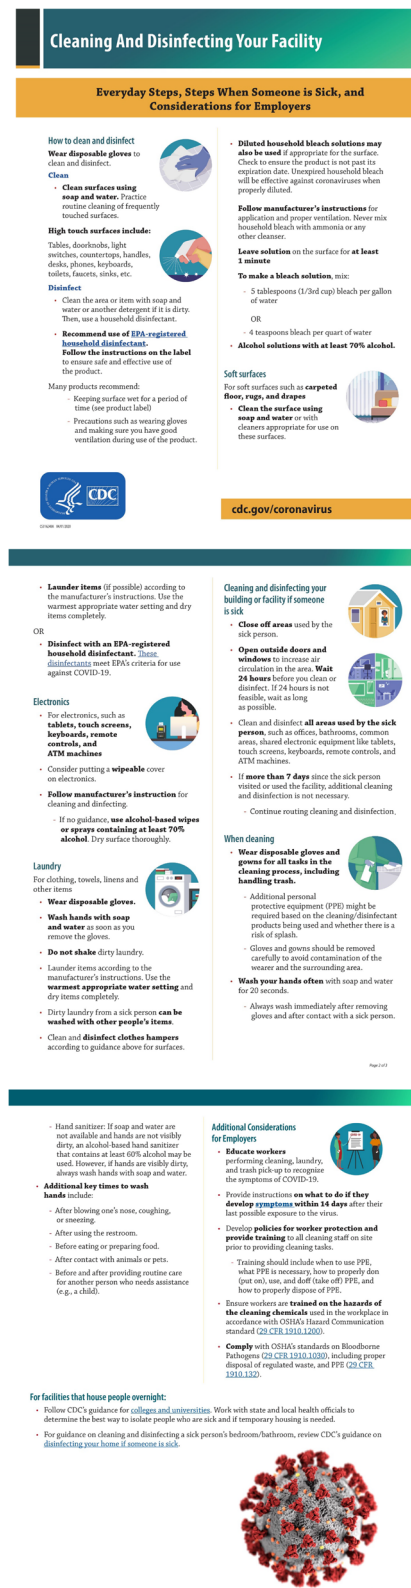 Cleaning And Disinfecting Your Facility
Everyday Steps, Steps When Someone is Sick, and
Considerations for Employers
How to clean and disinfect
Wear disposable gloves to
clean and disinfect.
Clean
• Clean surfaces using
soap and water. Practice
routine cleaning of frequently
touched surfaces.
High touch surfaces include:
Tables, doorknobs, light
switches, countertops, handles,
desks, phones, keyboards,
toilets, faucets, sinks, etc.
Disinfect
• Clean the area or item with soap and
water or another detergent if it is dirty.
Then, use a household disinfectant.
• Recommend use of EPA-registered
household disinfectant.
Follow the instructions on the label
to ensure safe and effective use of
the product.
Many products recommend:
- Keeping surface wet for a period of
time (see product label)
- Precautions such as wearing gloves
and making sure you have good
ventilation during use of the product.
• Diluted household bleach solutions may
also be used if appropriate for the surface.
Check to ensure the product is not past its
expiration date. Unexpired household bleach
will be effective against coronaviruses when
properly diluted.
Follow manufacturer's instructions for
application and proper ventilation. Never mix
household bleach with ammonia or any
other cleanser.
Leave solution on the surface for at least
1 minute
To make a bleach solution, mix:
- 5 tablespoons (1/3rd cup) bleach per gallon
of water
OR
- 4 teaspoons bleach per quart of water
• Alcohol solutions with at least 70% alcohol.
Soft surfaces
For soft surfaces such as carpeted
floor, rugs, and drapes
• Clean the surface using
soap and water or with
cleaners appropriate for use on
these surfaces.
CDC
cdc.gov/coronavirus
• Launder items (if possible) according to
the manufacturer's instructions. Use the
warmest appropriate water setting and dry
items completely.
OR
• Disinfect with an EPA-registered
household disinfectant. These
disinfectants meet EPA's criteria for use
against COVID-19.
Electronics
• For electronics, such as
tablets, touch screens,
keyboards, remote
controls, and
ATM machines
• Consider putting a wipeable cover
on electronics.
• Follow manufacturer's instruction for
cleaning and dinfecting.
- If no guidance, use alcohol-based wipes
or sprays containing at least 70%
alcohol. Dry surface thoroughly.
Laundry
For clothing, towels, linens and
other items
• Wear disposable gloves.
• Wash hands with soap
and water as soon as you
remove the gloves.
• Do not shake dirty laundry.
• Launder items according to the
manufacturer's instructions. Use the
warmest appropriate water setting and
dry items completely.
• Dirty laundry from a sick person can be
washed with other people's items.
• Clean and disinfect clothes hampers
according to guidance above for surfaces.
Cleaning and disinfecting your
building or facility if someone
is sick
• Close off areas used by the
sick person.
• Open outside doors and
windows to increase air
circulation in the area. Wait
24 hours before you clean or
disinfect. If 24 hours is not
feasible, wait as long
as possible.
• Clean and disinfect all areas used by the sick
person, such as offices, bathrooms, common
areas, shared electronic equipment like tablets,
touch screens, keyboards, remote controls, and
ATM machines.
• If more than 7 days since the sick person
visited or used the facility, additional cleaning
and disinfection is not necessary.
- Continue routing cleaning and disinfection.
When cleaning
• Wear disposable gloves and
gowns for all tasks in the
cleaning process, including
handling trash.
- Additional personal
protective equipment (PPE) might be
required based on the cleaning/disinfectant
products being used and whether there is a
risk of splash.
- Gloves and gowns should be removed
carefully to avoid contamination of the
wearer and the surrounding area.
• Wash your hands often with soap and water
for 20 seconds.
- Always wash immediately after removing
gloves and after contact with a sick person.
Page 2 of 3
- Hand sanitizer: If soap and water are
not available and hands are not visibly
dirty, an alcohol-based hand sanitizer
that contains at least 60% alcohol may be
used. However, if hands are visibly dirty,
always wash hands with soap and water.
• Additional key times to wash
hands include:
- After blowing one's nose, coughing,
or sneezing.
- After using the restroom.
- Before eating or preparing food.
- After contact with animals or pets.
- Before and after providing routine care
for another person who needs assistance
(e.g., a child).
Additional Considerations
for Employers
• Educate workers
performing cleaning, laundry,
and trash pick-up to recognize
the symptoms of COVID-19.
• Provide instructions on what to do if they
develop symptoms within 14 days after their
last possible exposure to the virus.
• Develop policies for worker protection and
provide training to all cleaning staff on site
prior to providing cleaning tasks.
- Training should include when to use PPE,
what PPE is necessary, how to properly don
(put on), use, and doff (take off) PPE, and
how to properly dispose of PPE.
• Ensure workers are trained on the hazards of
the cleaning chemicals used in the workplace in
accordance with OSHA's Hazard Communication
standard (29 CFR 1910.1200).
• Comply with OSHA's standards on Bloodborne
Pathogens (29 CFR 1910.1030), including proper
disposal of regulated waste, and PPE (29 CFR
1910.132).
For facilities that house people overnight:
• Follow CDC's guidance for colleges and universities. Work with state and local health officials to
determine the best way to isolate people who are sick and if temporary housing is needed.
• For guidance on cleaning and disinfecting a sick person's bedroom/bathroom, review CDC's guidance on
disinfecting your home if someone is sick.